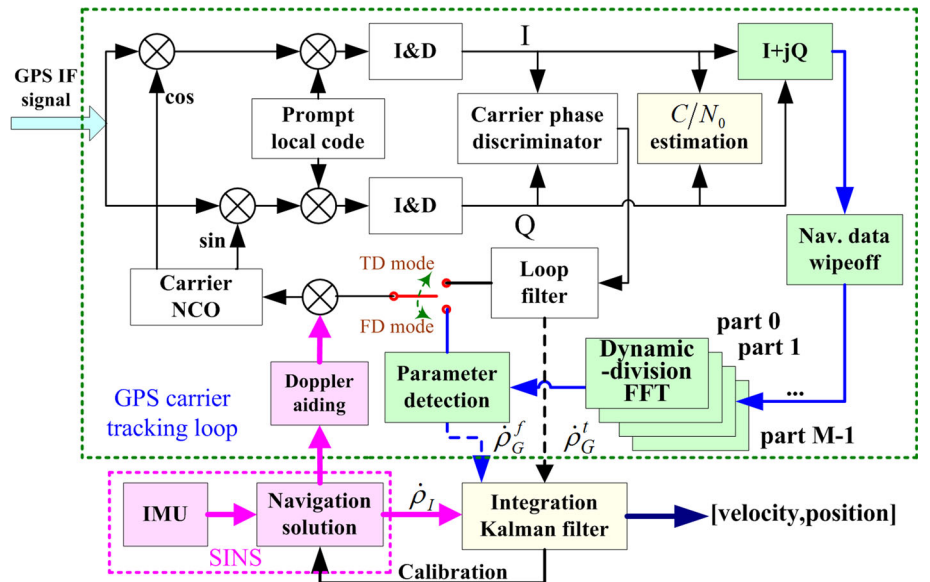 GPS IF
signal
cos
sin
I&D
I
I+jQ
Prompt
local code
Carrier phase
discriminator
C/N₀
estimation
I&D
Q
Nav. data
wipeoff
Carrier
NCO
TD mode
FD mode
Loop
filter
part 0
part 1
...
part M-1
Dynamic
-division
FFT
Doppler
aiding
Parameter
detection
GPS carrier
tracking loop
ρ̇_G^f
ρ̇_G^t
IMU
Navigation
solution
ρ̇_I
Integration
Kalman filter
[velocity,position]
SINS
Calibration